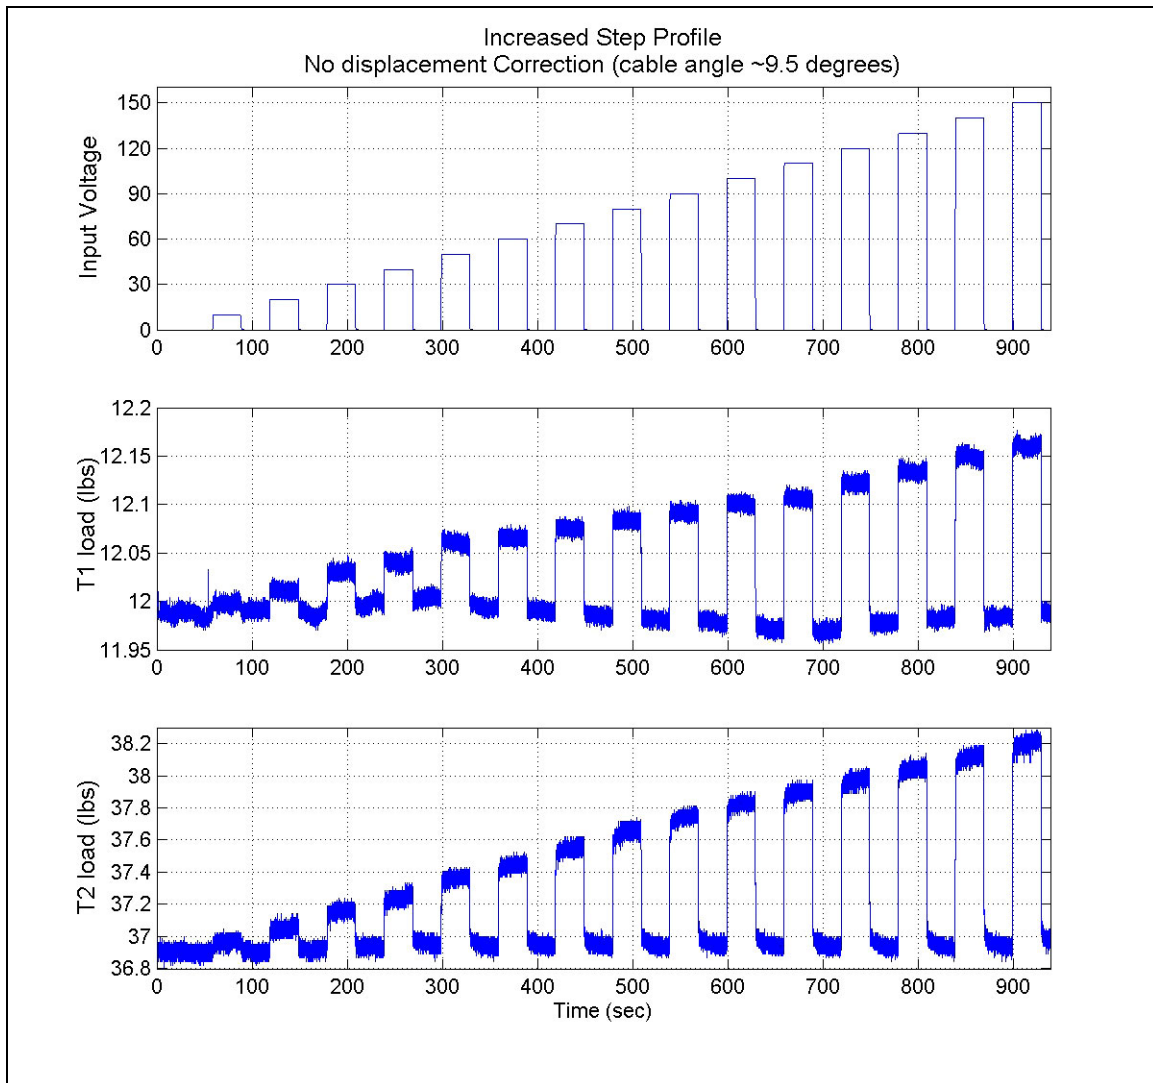 Increased Step Profile
No displacement Correction (cable angle ~9.5 degrees)
150
120
90
60
30
0
Input Voltage
0 100 200 300 400 500 600 700 800 900
12.2
12.15
12.1
12.05
12
11.95
T1 load (lbs)
0 100 200 300 400 500 600 700 800 900
38.2
38
37.8
37.6
37.4
37.2
37
36.8
T2 load (lbs)
0 100 200 300 400 500 600 700 800 900
Time (sec)